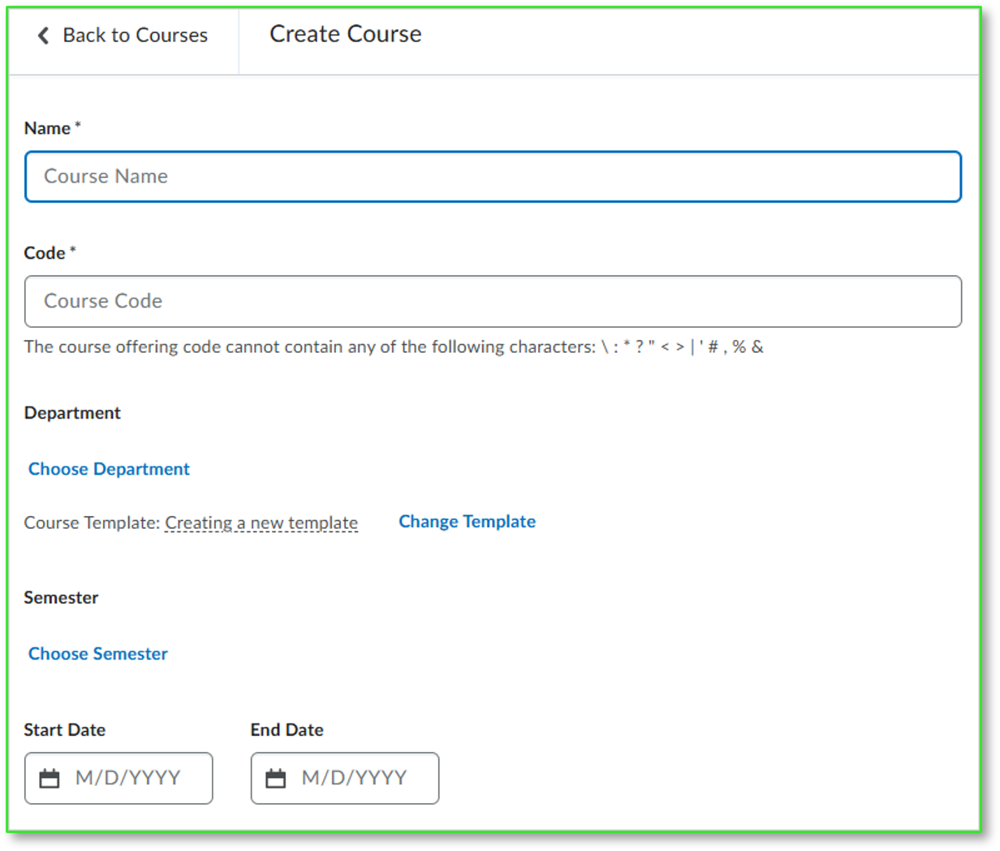 Back to Courses
Create Course
Name *
Course Name
Code *
Course Code
The course offering code cannot contain any of the following characters: \ : * ? " < > | ' # , % &
Department
Choose Department
Course Template: Creating a new template Change Template
Semester
Choose Semester
Start Date End Date
M/D/YYYY M/D/YYYY